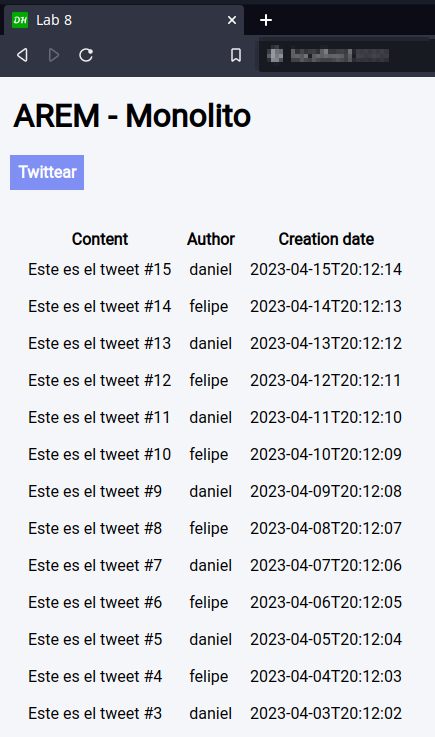 DH Lab 8
AREM - Monolito
Twittear
Content Author Creation date
Este es el tweet #15 daniel 2023-04-15T20:12:14
Este es el tweet #14 felipe 2023-04-14T20:12:13
Este es el tweet #13 daniel 2023-04-13T20:12:12
Este es el tweet #12 felipe 2023-04-12T20:12:11
Este es el tweet #11 daniel 2023-04-11T20:12:10
Este es el tweet #10 felipe 2023-04-10T20:12:09
Este es el tweet #9 daniel 2023-04-09T20:12:08
Este es el tweet #8 felipe 2023-04-08T20:12:07
Este es el tweet #7 daniel 2023-04-07T20:12:06
Este es el tweet #6 felipe 2023-04-06T20:12:05
Este es el tweet #5 daniel 2023-04-05T20:12:04
Este es el tweet #4 felipe 2023-04-04T20:12:03
Este es el tweet #3 daniel 2023-04-03T20:12:02